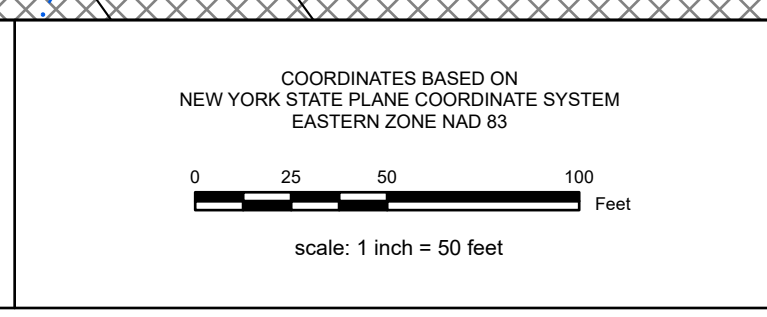 COORDINATES BASED ON
NEW YORK STATE PLANE COORDINATE SYSTEM
EASTERN ZONE NAD 83
0 25 50 100
Feet
scale: 1 inch = 50 feet